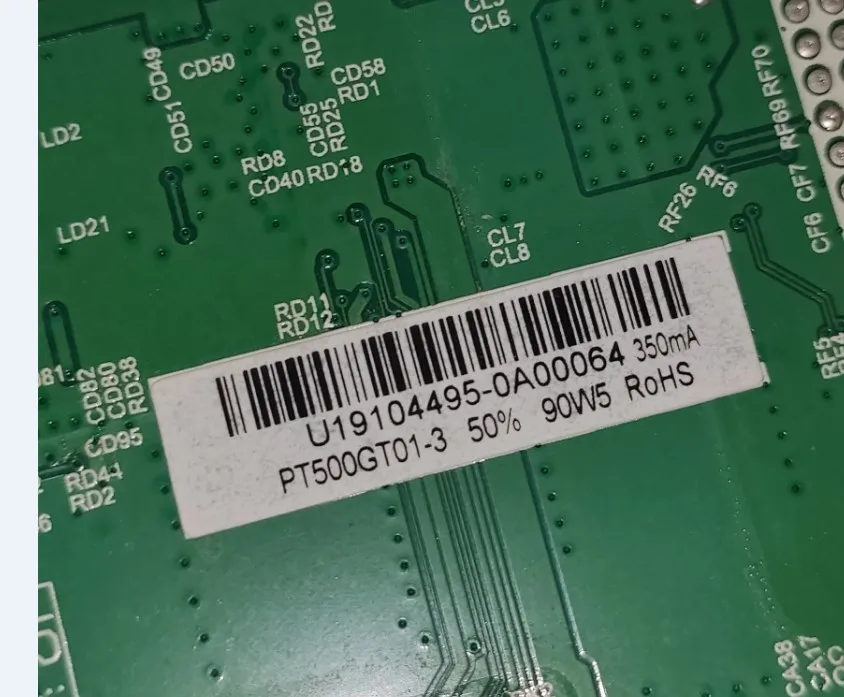 CL6
RD22
CD49
CD50
CD58
RD1
CD51
CD55
RD25
RF70
RF69
LD2
RD8
CD40 RD18
RF6
CF7
RF26
CF6
LD21
CL7
CL8
RD11
RD12
350mA
U19104495-0A00064
PT500GT01-3 50% 90W5 RoHS
CD82
CD80
RD38
CD95
RD44
RD2
RF5
CA17